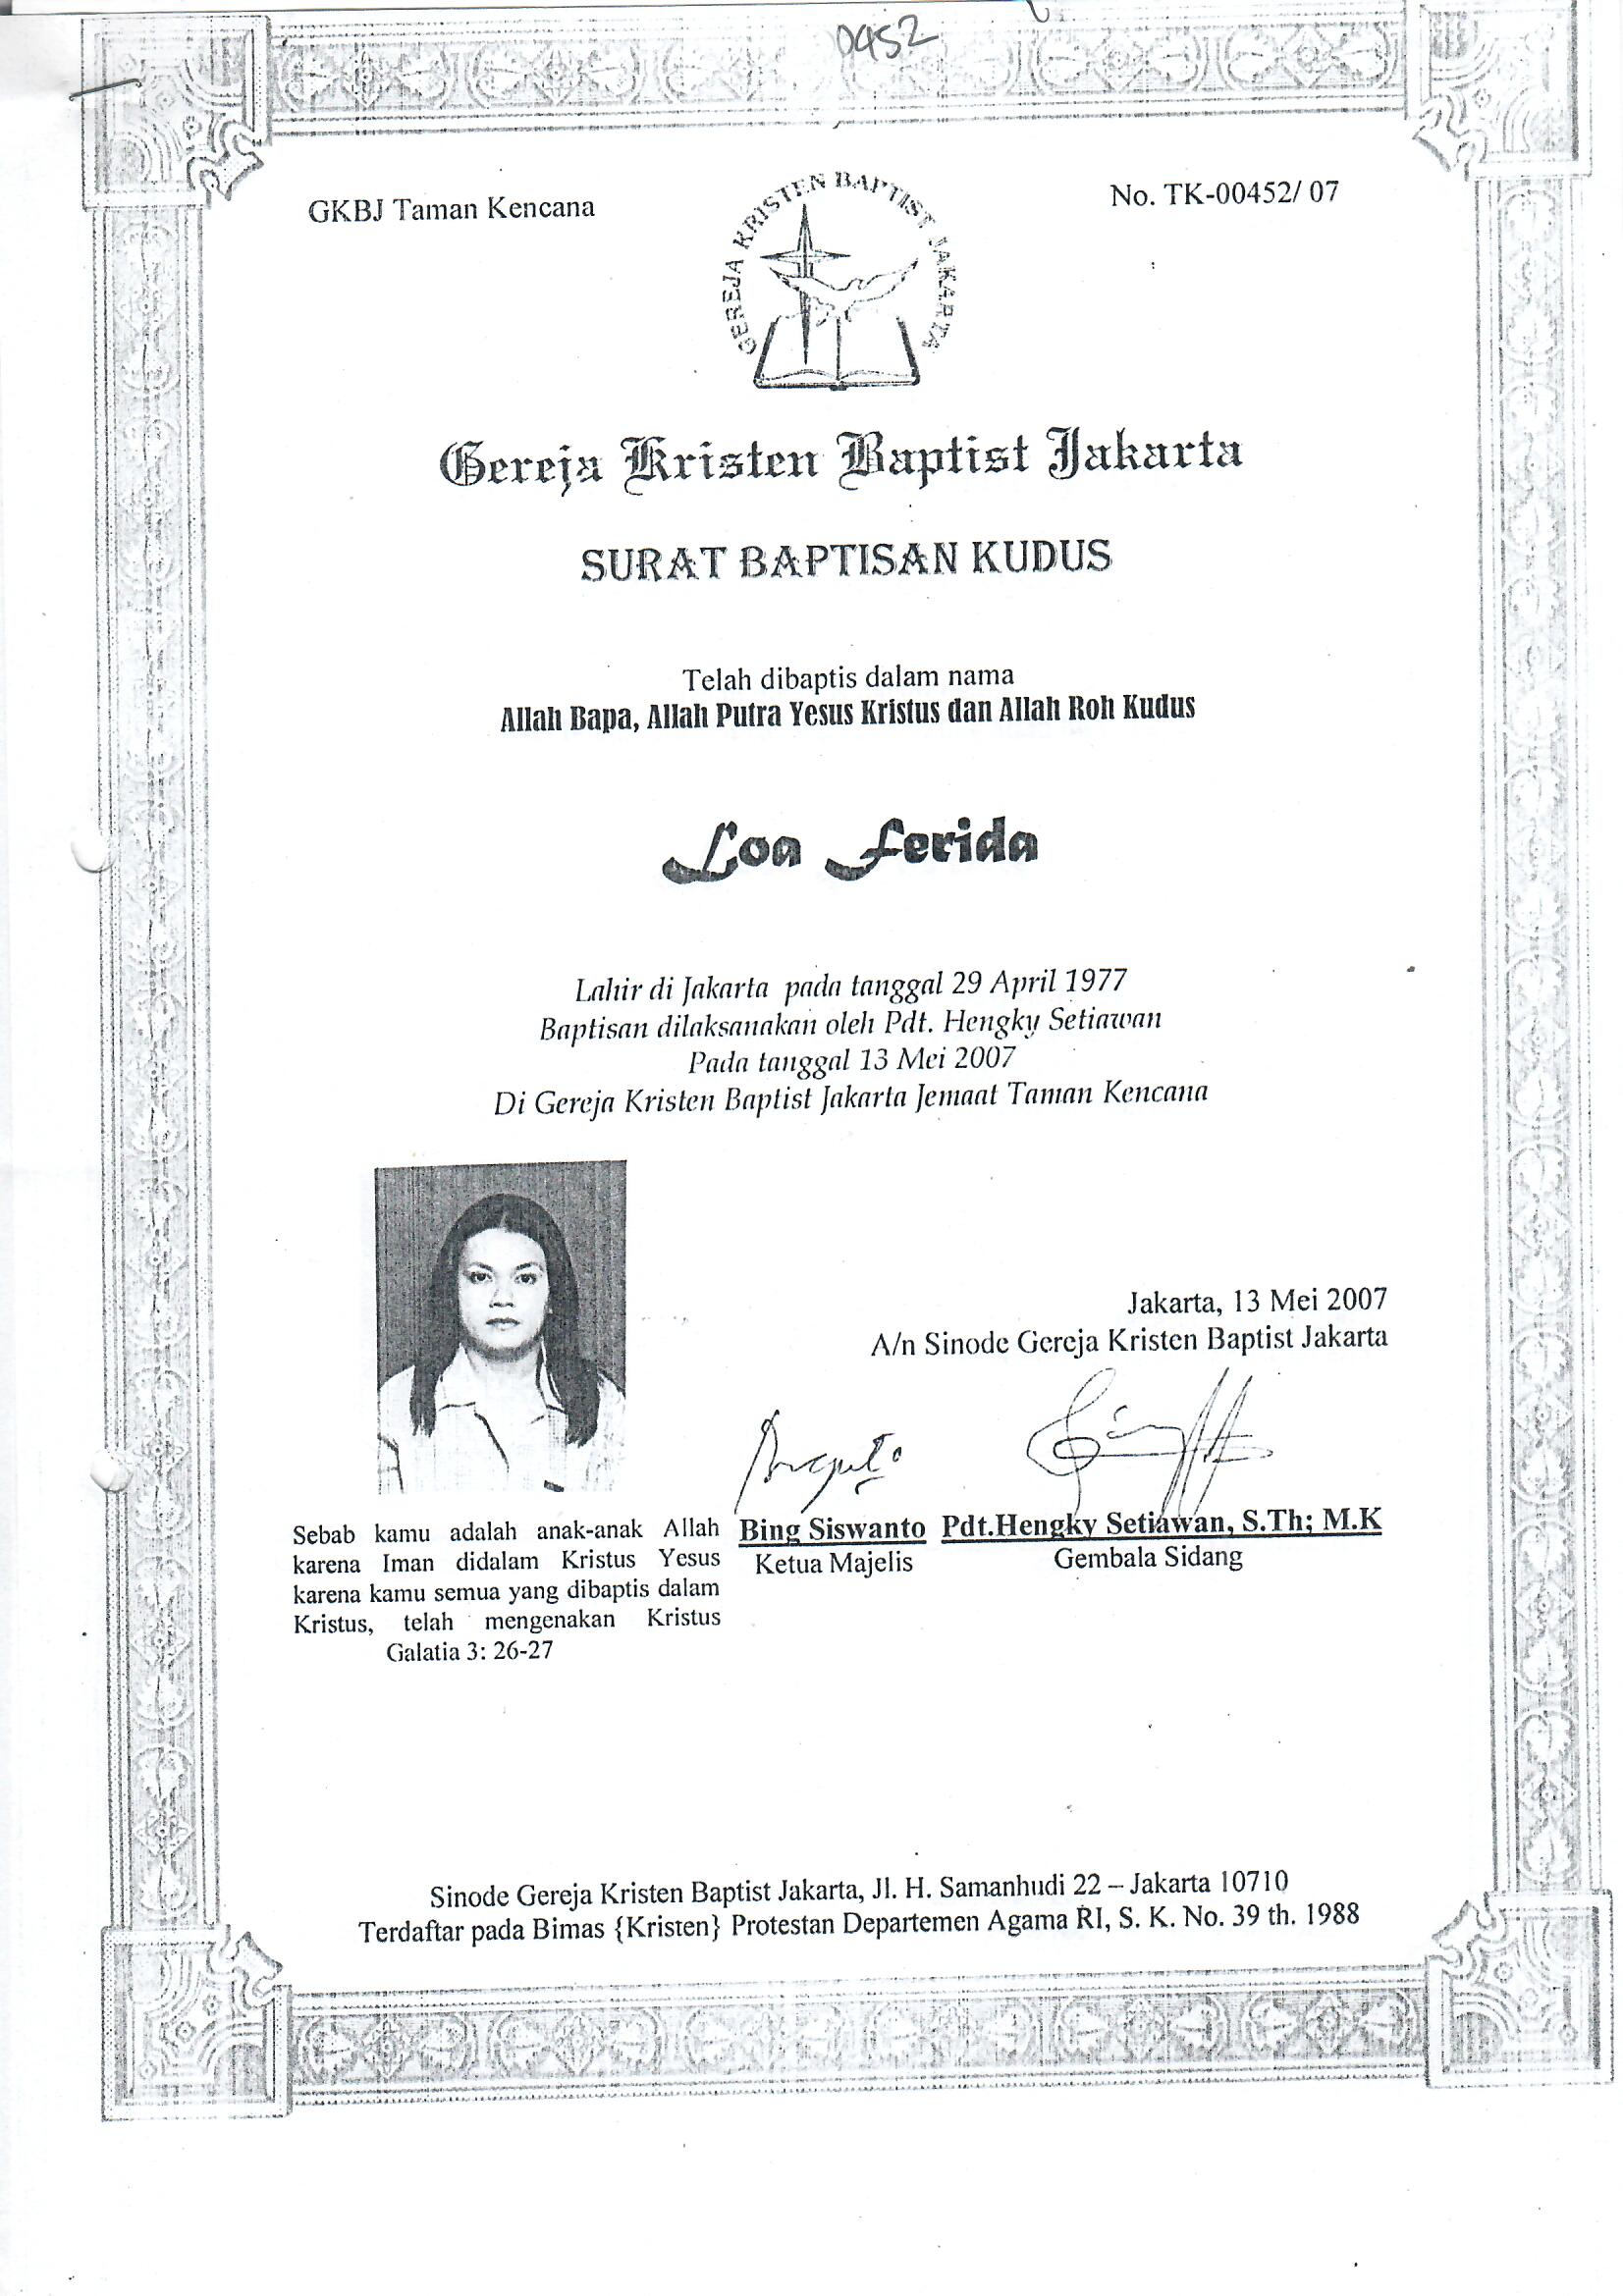 0452
GKBJ Taman Kencana
No. TK-00452/ 07
GEREJA KRISTEN BAPTIST JAKARTA
Gereja Kristen Baptist Jakarta
SURAT BAPTISAN KUDUS
Telah dibaptis dalam nama
Allah Bapa, Allah Putra Yesus Kristus dan Allah Roh Kudus
Loa Ferida
Lahir di Jakarta pada tanggal 29 April 1977
Baptisan dilaksanakan oleh Pdt. Hengky Setiawan
Pada tanggal 13 Mei 2007
Di Gereja Kristen Baptist Jakarta Jemaat Taman Kencana
Jakarta, 13 Mei 2007
A/n Sinode Gereja Kristen Baptist Jakarta
Bing Siswanto
Ketua Majelis
Pdt.Hengky Setiawan, S.Th; M.K
Gembala Sidang
Sebab kamu adalah anak-anak Allah
karena Iman didalam Kristus Yesus
karena kamu semua yang dibaptis dalam
Kristus, telah mengenakan Kristus
Galatia 3: 26-27
Sinode Gereja Kristen Baptist Jakarta, Jl. H. Samanhudi 22 – Jakarta 10710
Terdaftar pada Bimas {Kristen} Protestan Departemen Agama RI, S. K. No. 39 th. 1988